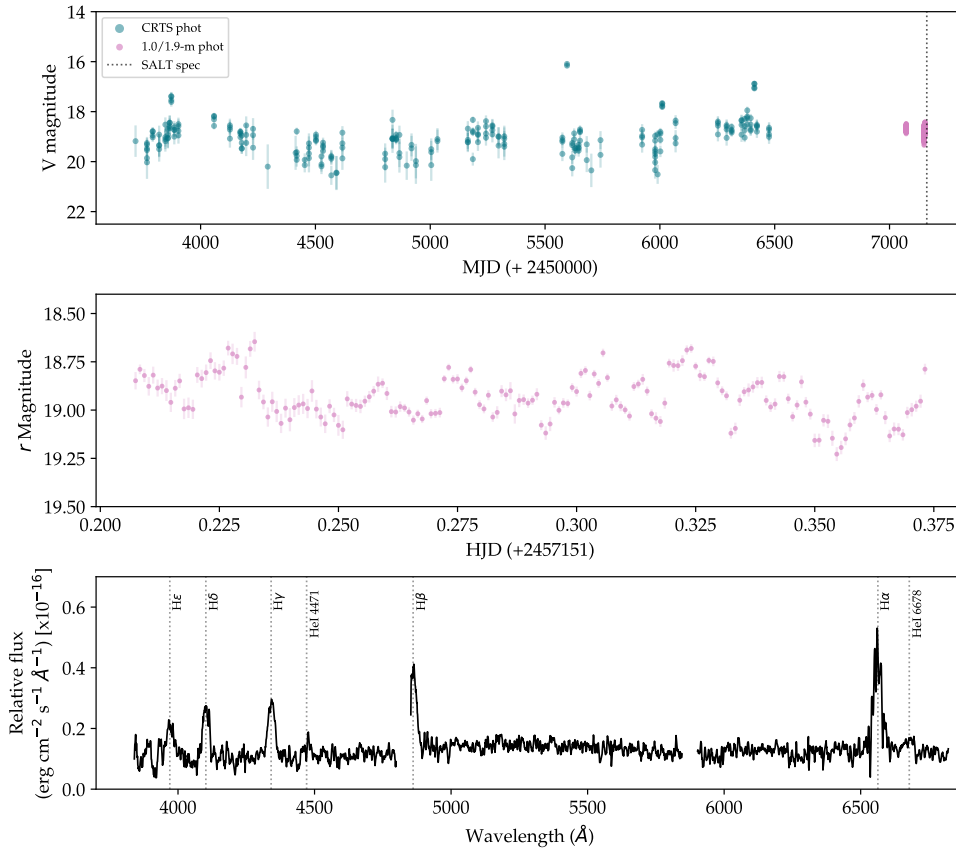 14
16
18
20
22
V magnitude
CRTS phot
1.0/1.9-m phot
SALT spec
4000 4500 5000 5500 6000 6500 7000
MJD (+ 2450000)
18.50
18.75
19.00
19.25
19.50
r Magnitude
0.200 0.225 0.250 0.275 0.300 0.325 0.350 0.375
HJD (+2457151)
0.6
0.4
0.2
0.0
Relative flux
(erg cm⁻² s⁻¹ Å⁻¹) [x10⁻¹⁶]
Hε
Hδ
Hγ
HeI 4471
Hβ
Hα
HeI 6678
4000 4500 5000 5500 6000 6500
Wavelength (Å)